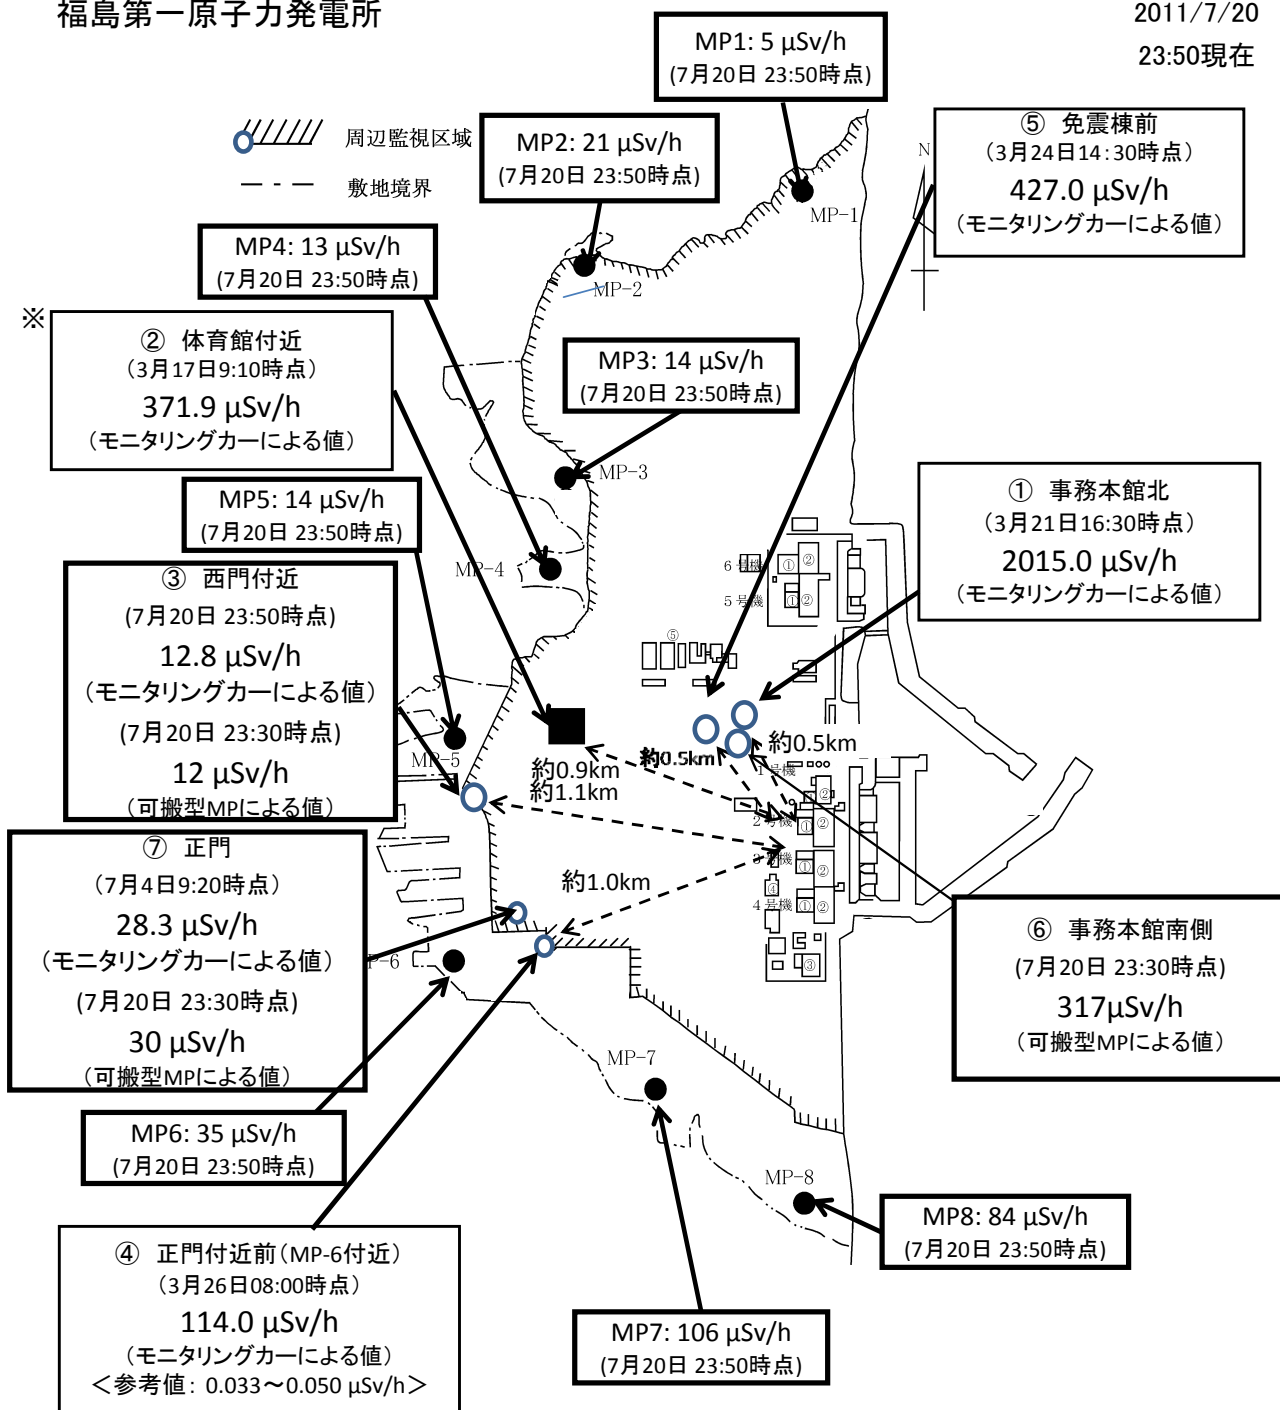 福島第一原子力発電所
2011/7/20
23:50現在
MP1: 5 μSv/h
(7月20日 23:50時点)
周辺監視区域
敷地境界
MP2: 21 μSv/h
(7月20日 23:50時点)
⑤ 免震棟前
(3月24日14:30時点)
427.0 μSv/h
(モニタリングカーによる値)
N
MP-1
MP4: 13 μSv/h
(7月20日 23:50時点)
MP-2
※
② 体育館付近
(3月17日9:10時点)
371.9 μSv/h
(モニタリングカーによる値)
MP3: 14 μSv/h
(7月20日 23:50時点)
MP-3
MP5: 14 μSv/h
(7月20日 23:50時点)
① 事務本館北
(3月21日16:30時点)
2015.0 μSv/h
(モニタリングカーによる値)
MP-4
6号機
①
②
5号機
①
②
③ 西門付近
(7月20日 23:50時点)
12.8 μSv/h
(モニタリングカーによる値)
(7月20日 23:30時点)
12 μSv/h
(可搬型MPによる値)
⑤
MP-5
約0.9km
約1.1km
約0.5km
約0.5km
1号機
②
2号機
①
②
3号機
①
②
④
4号機
①
②
③
約1.0km
⑦ 正門
(7月4日9:20時点)
28.3 μSv/h
(モニタリングカーによる値)
(7月20日 23:30時点)
30 μSv/h
(可搬型MPによる値)
P-6
⑥ 事務本館南側
(7月20日 23:30時点)
317μSv/h
(可搬型MPによる値)
MP-7
MP6: 35 μSv/h
(7月20日 23:50時点)
MP-8
MP8: 84 μSv/h
(7月20日 23:50時点)
④ 正門付近前(MP-6付近)
(3月26日08:00時点)
114.0 μSv/h
(モニタリングカーによる値)
＜参考値: 0.033～0.050 μSv/h＞
MP7: 106 μSv/h
(7月20日 23:50時点)